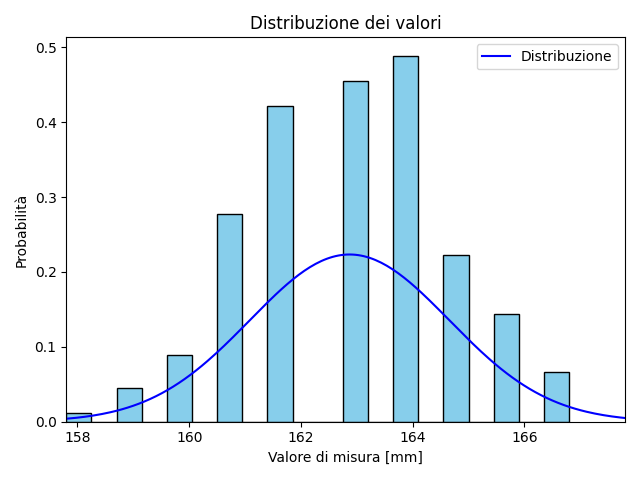 Distribuzione dei valori
Distribuzione
0.5
0.4
0.3
0.2
0.1
0.0
Probabilità
158 160 162 164 166
Valore di misura [mm]